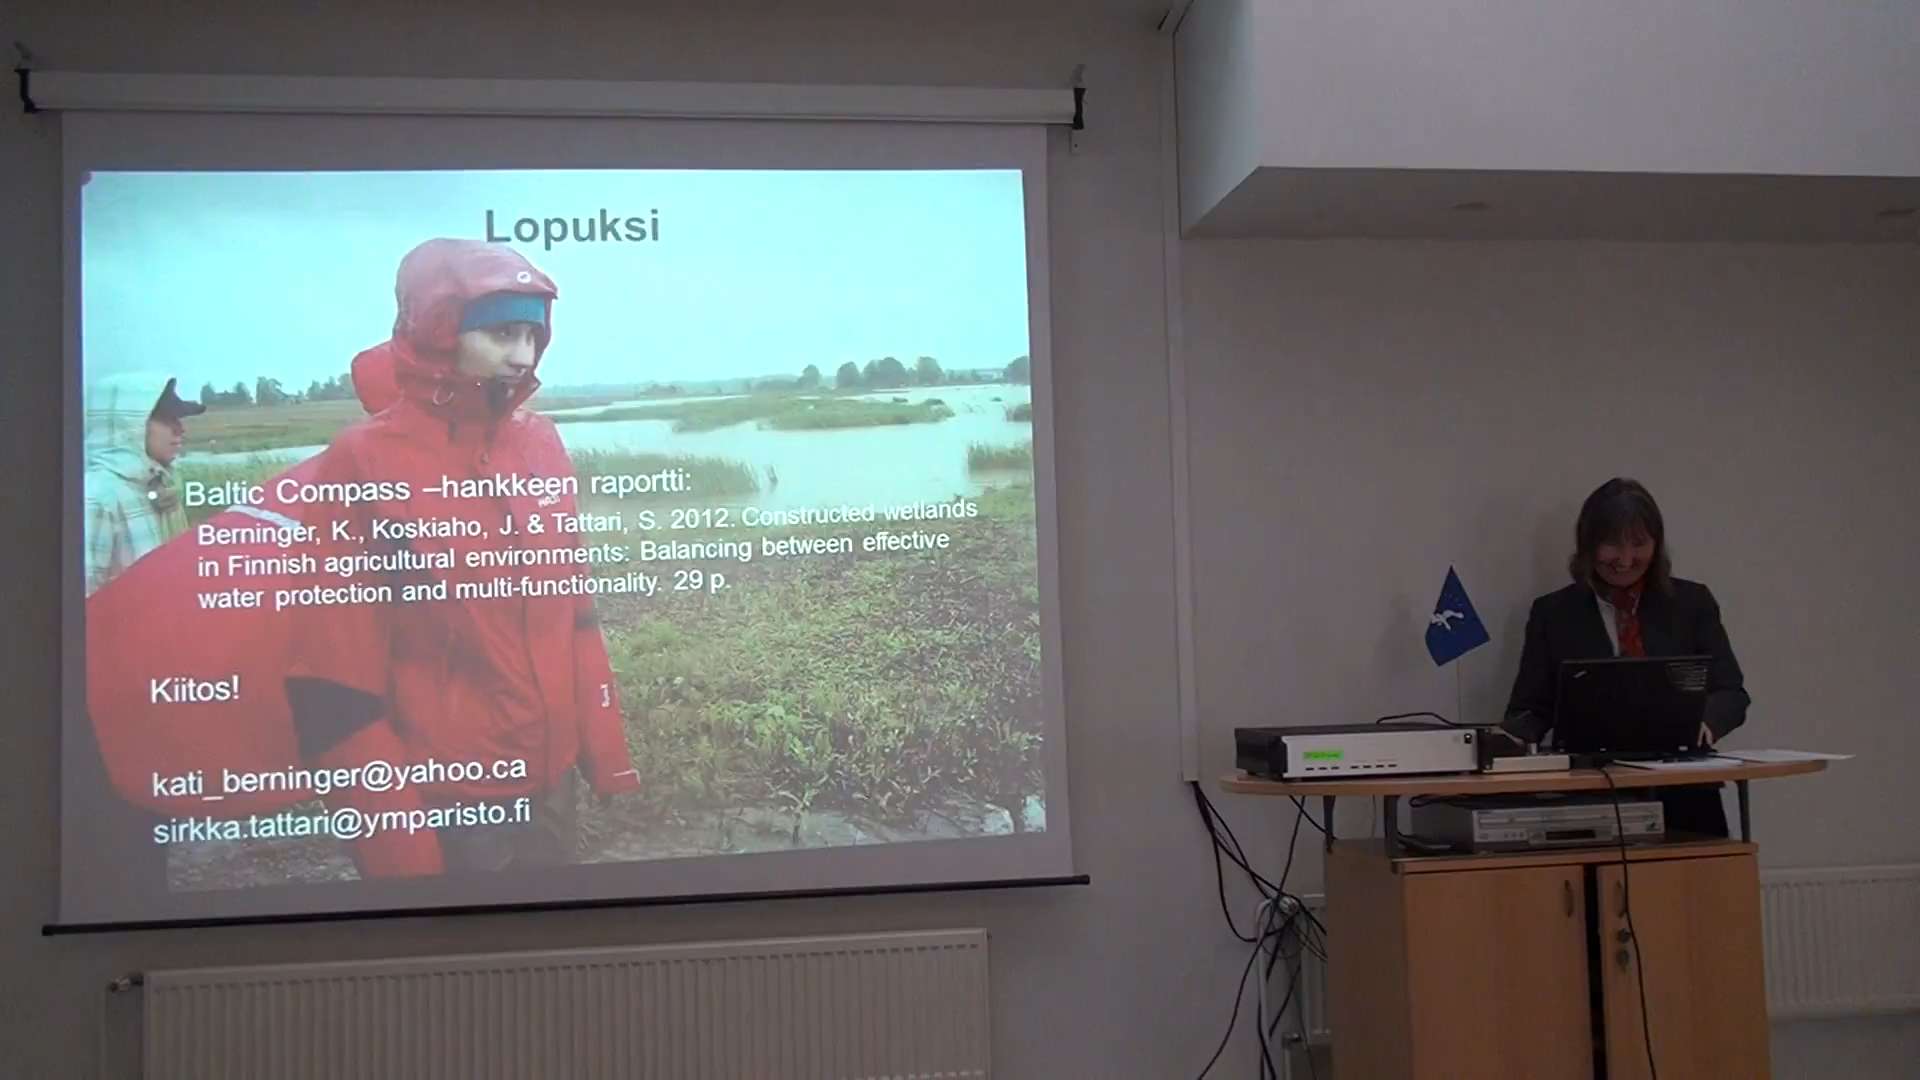 Lopuksi
• Baltic Compass –hankkeen raportti:
Berninger, K., Koskiaho, J. & Tattari, S. 2012. Constructed wetlands
in Finnish agricultural environments: Balancing between effective
water protection and multi-functionality. 29 p.
Kiitos!
kati_berninger@yahoo.ca
sirkka.tattari@ymparisto.fi